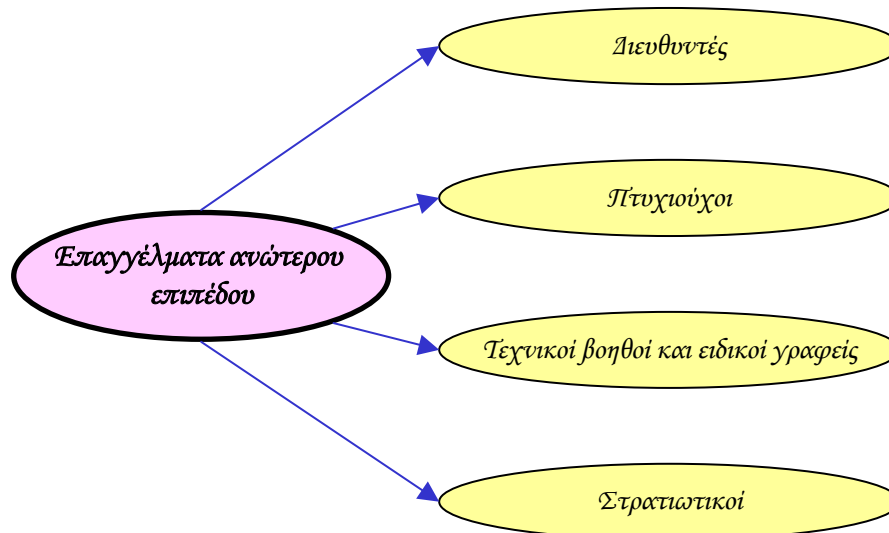 Διευθυντές
Πτυχιούχοι
Επαγγέλματα ανώτερου
επιπέδου
Τεχνικοί βοηθοί και ειδικοί γραφείς
Στρατιωτικοί